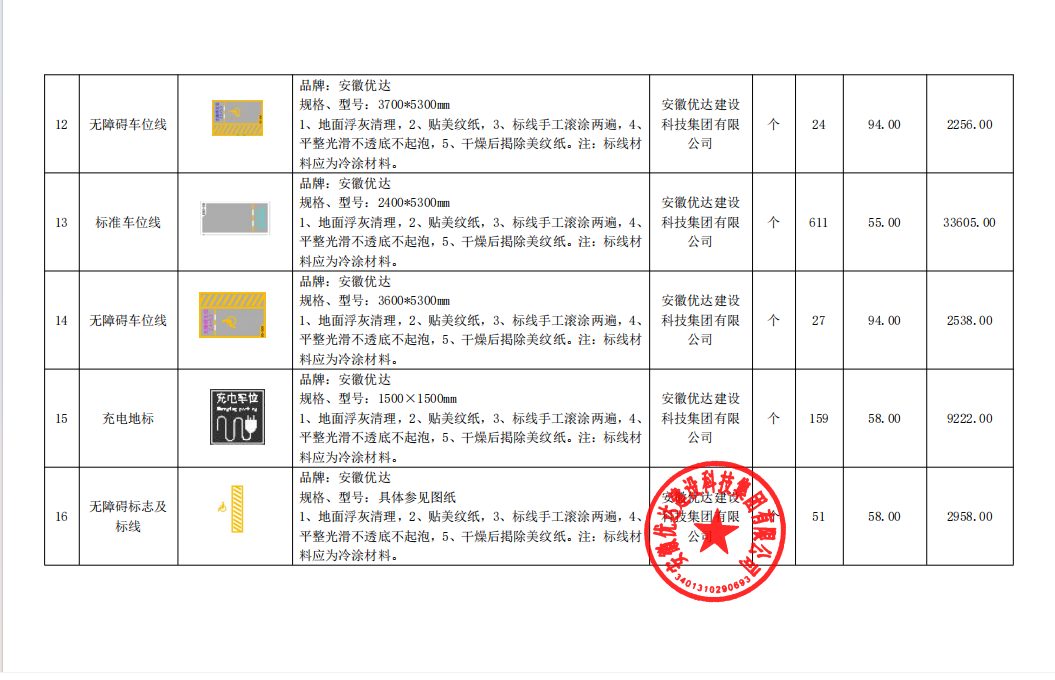 12
无障碍车位线
品牌：安徽优达
规格、型号：3700*5300mm
1、地面浮灰清理，2、贴美纹纸，3、标线手工滚涂两遍，4、
平整光滑不透底不起泡，5、干燥后揭除美纹纸。注：标线材
料应为冷涂材料。
安徽优达建设
科技集团有限
公司
个
24
94.00
2256.00
13
标准车位线
品牌：安徽优达
规格、型号：2400*5300mm
1、地面浮灰清理，2、贴美纹纸，3、标线手工滚涂两遍，4、
平整光滑不透底不起泡，5、干燥后揭除美纹纸。注：标线材
料应为冷涂材料。
安徽优达建设
科技集团有限
公司
个
611
55.00
33605.00
14
无障碍车位线
品牌：安徽优达
规格、型号：3600*5300mm
1、地面浮灰清理，2、贴美纹纸，3、标线手工滚涂两遍，4、
平整光滑不透底不起泡，5、干燥后揭除美纹纸。注：标线材
料应为冷涂材料。
安徽优达建设
科技集团有限
公司
个
27
94.00
2538.00
15
充电地标
充电车位
品牌：安徽优达
规格、型号：1500×1500mm
1、地面浮灰清理，2、贴美纹纸，3、标线手工滚涂两遍，4、
平整光滑不透底不起泡，5、干燥后揭除美纹纸。注：标线材
料应为冷涂材料。
安徽优达建设
科技集团有限
公司
个
159
58.00
9222.00
16
无障碍标志及
标线
品牌：安徽优达
规格、型号：具体参见图纸
1、地面浮灰清理，2、贴美纹纸，3、标线手工滚涂两遍，4、
平整光滑不透底不起泡，5、干燥后揭除美纹纸。注：标线材
料应为冷涂材料。
安徽优达建设
科技集团有限
公司
个
51
58.00
2958.00
安徽优达建设科技集团有限公司
3401310290693